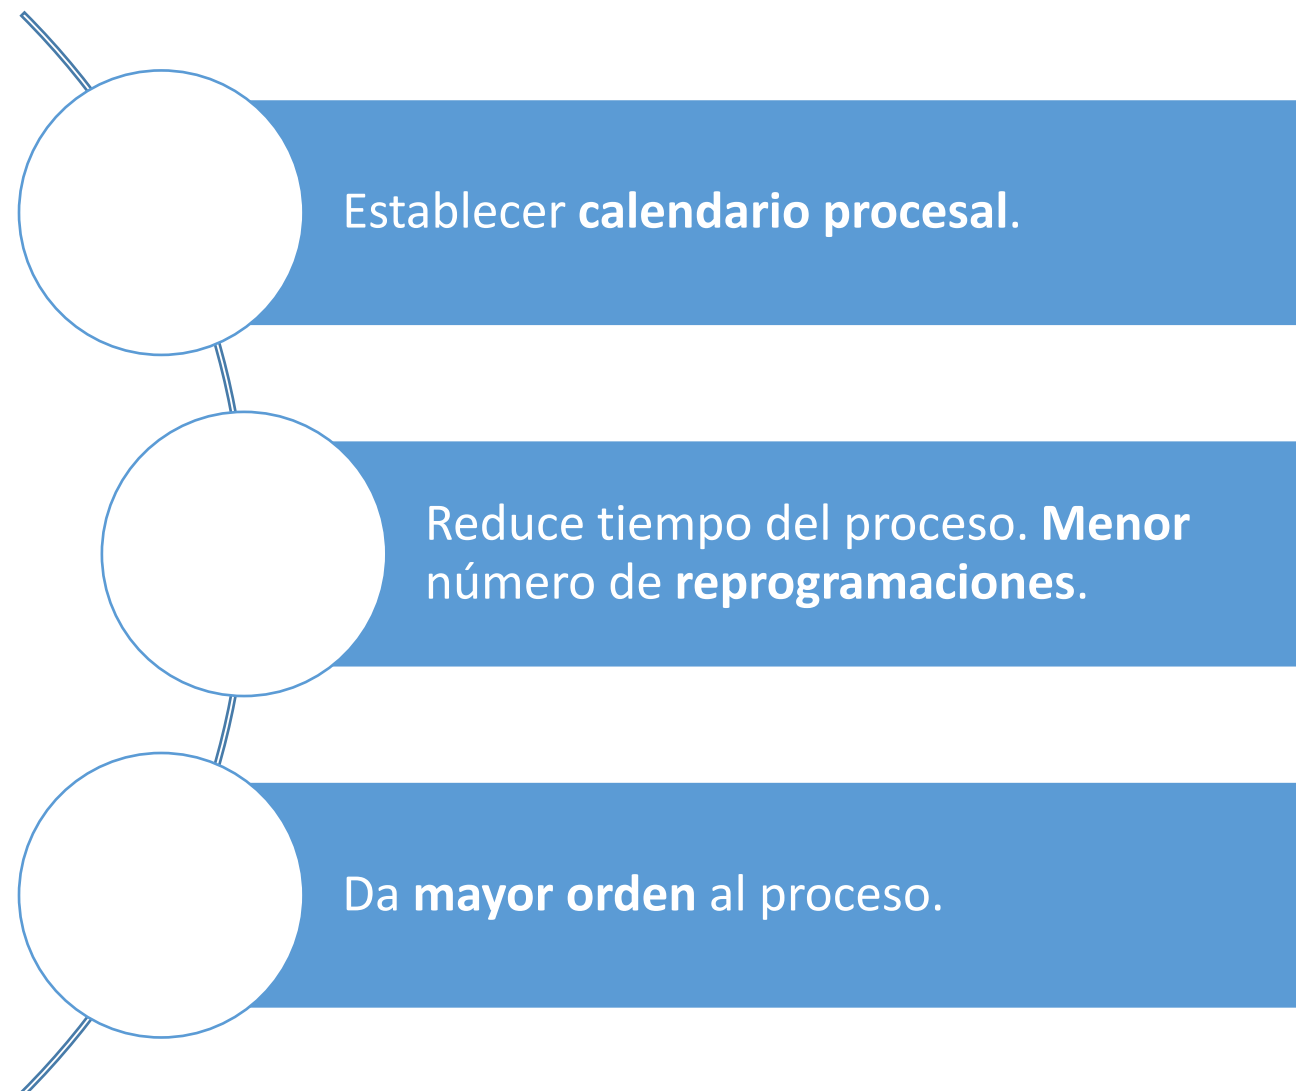 Establecer calendario procesal.
Reduce tiempo del proceso. Menor
número de reprogramaciones.
Da mayor orden al proceso.